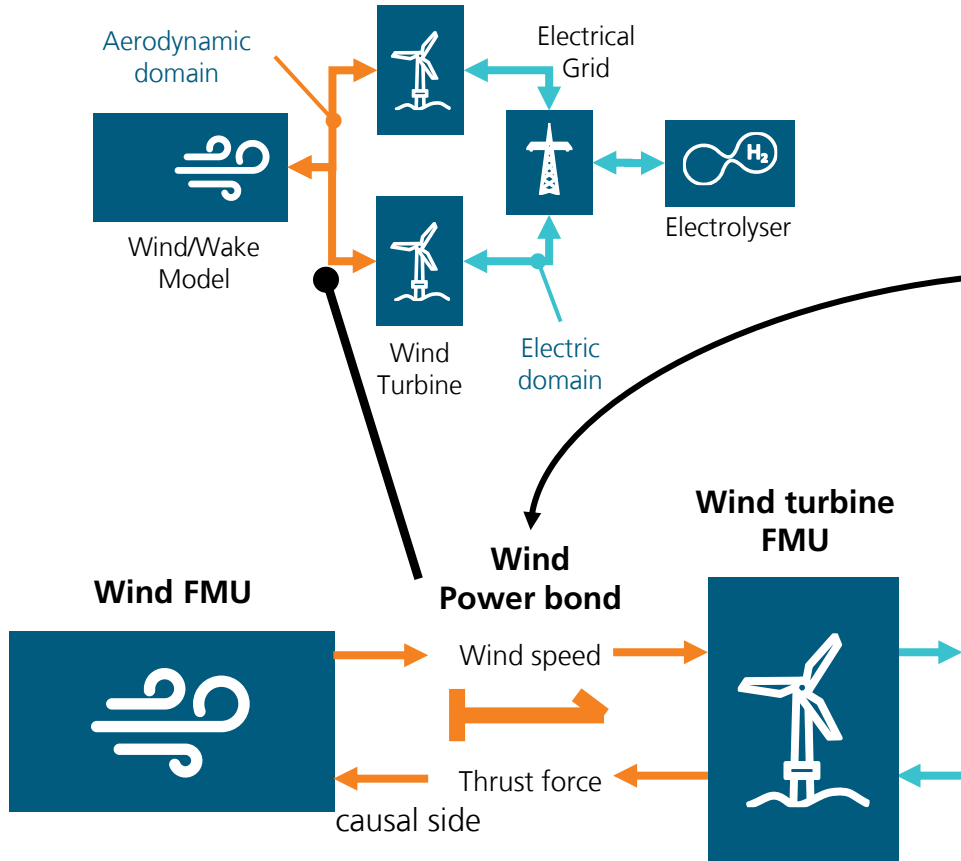 Aerodynamic
domain
Electrical
Grid
H2
Wind/Wake
Model
Electrolyser
Wind
Turbine
Electric
domain
Wind turbine
FMU
Wind
Power bond
Wind FMU
Wind speed
Thrust force
causal side